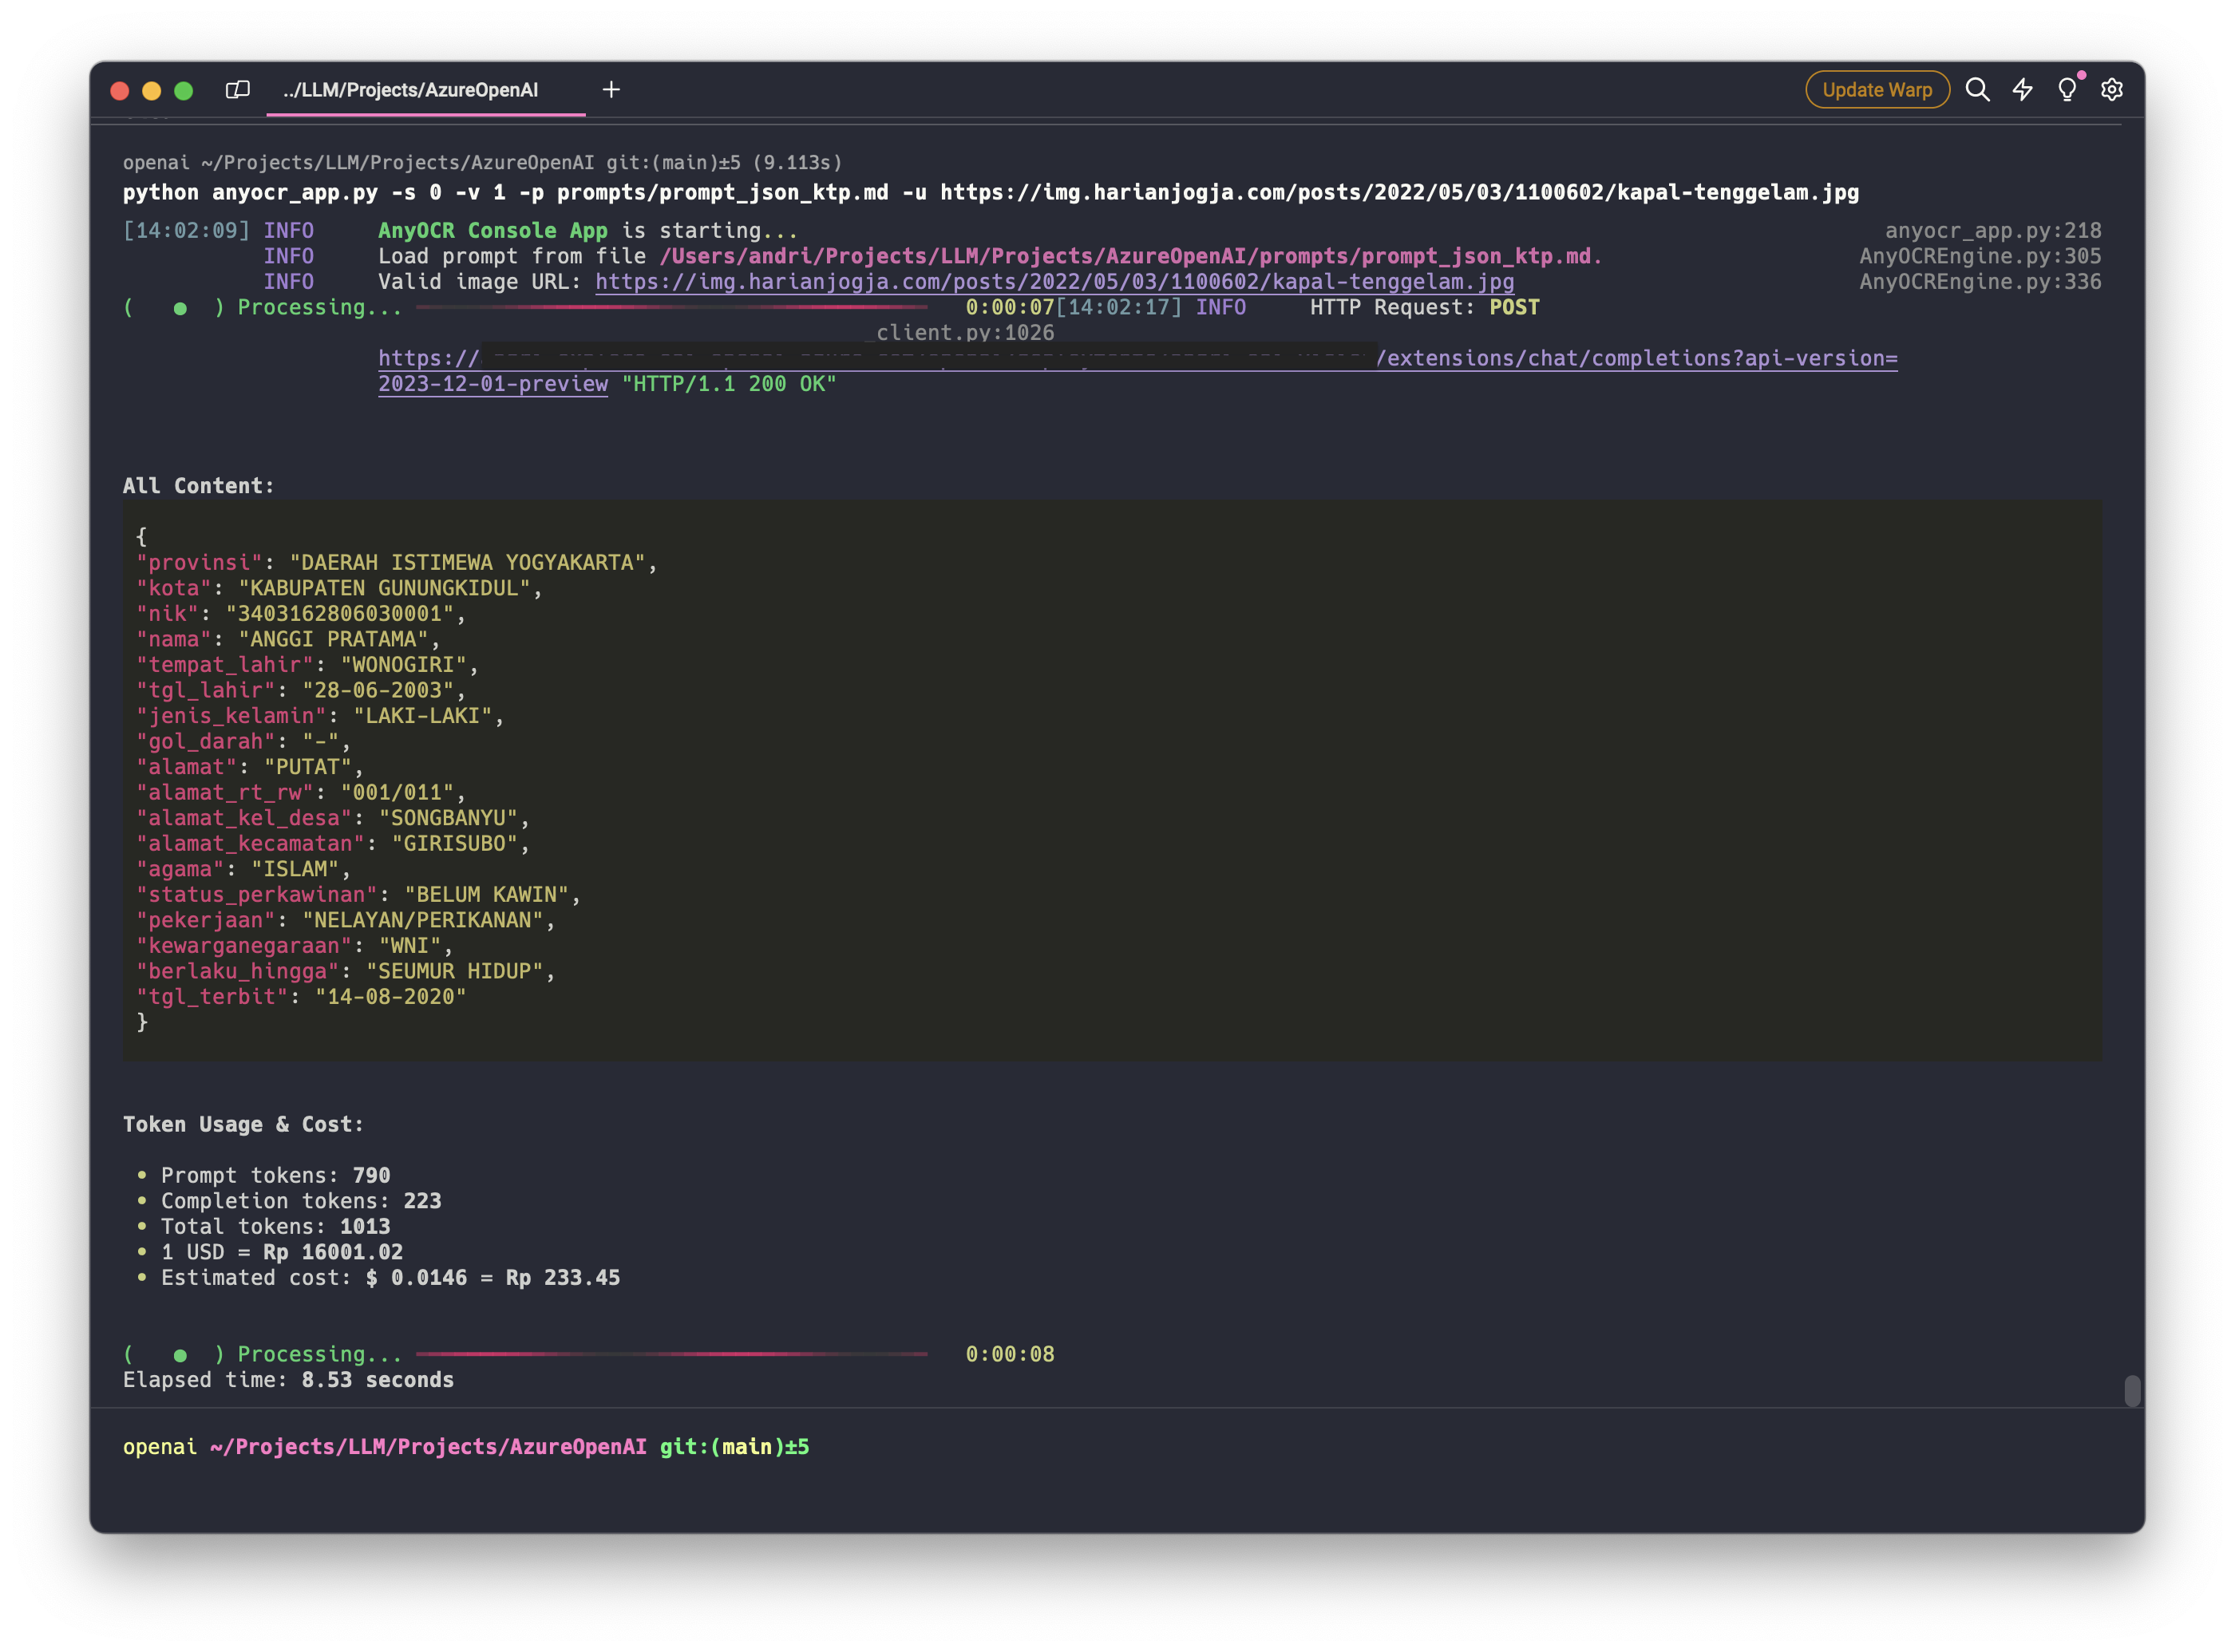 ../LLM/Projects/AzureOpenAI
Update Warp
openai ~/Projects/LLM/Projects/AzureOpenAI git:(main)±5 (9.113s)
python anyocr_app.py -s 0 -v 1 -p prompts/prompt_json_ktp.md -u https://img.harianjogja.com/posts/2022/05/03/1100602/kapal-tenggelam.jpg
[14:02:09] INFO AnyOCR Console App is starting... anyocr_app.py:218
INFO Load prompt from file /Users/andri/Projects/LLM/Projects/AzureOpenAI/prompts/prompt_json_ktp.md. AnyOCREngine.py:305
INFO Valid image URL: https://img.harianjogja.com/posts/2022/05/03/1100602/kapal-tenggelam.jpg AnyOCREngine.py:336
( ● ) Processing... 0:00:07[14:02:17] INFO HTTP Request: POST
_client.py:1026
https:// /extensions/chat/completions?api-version=
2023-12-01-preview "HTTP/1.1 200 OK"
All Content:
{
"provinsi": "DAERAH ISTIMEWA YOGYAKARTA",
"kota": "KABUPATEN GUNUNGKIDUL",
"nik": "3403162806030001",
"nama": "ANGGI PRATAMA",
"tempat_lahir": "WONOGIRI",
"tgl_lahir": "28-06-2003",
"jenis_kelamin": "LAKI-LAKI",
"gol_darah": "-",
"alamat": "PUTAT",
"alamat_rt_rw": "001/011",
"alamat_kel_desa": "SONGBANYU",
"alamat_kecamatan": "GIRISUBO",
"agama": "ISLAM",
"status_perkawinan": "BELUM KAWIN",
"pekerjaan": "NELAYAN/PERIKANAN",
"kewarganegaraan": "WNI",
"berlaku_hingga": "SEUMUR HIDUP",
"tgl_terbit": "14-08-2020"
}
Token Usage & Cost:
• Prompt tokens: 790
• Completion tokens: 223
• Total tokens: 1013
• 1 USD = Rp 16001.02
• Estimated cost: $ 0.0146 = Rp 233.45
( ● ) Processing... 0:00:08
Elapsed time: 8.53 seconds
openai ~/Projects/LLM/Projects/AzureOpenAI git:(main)±5